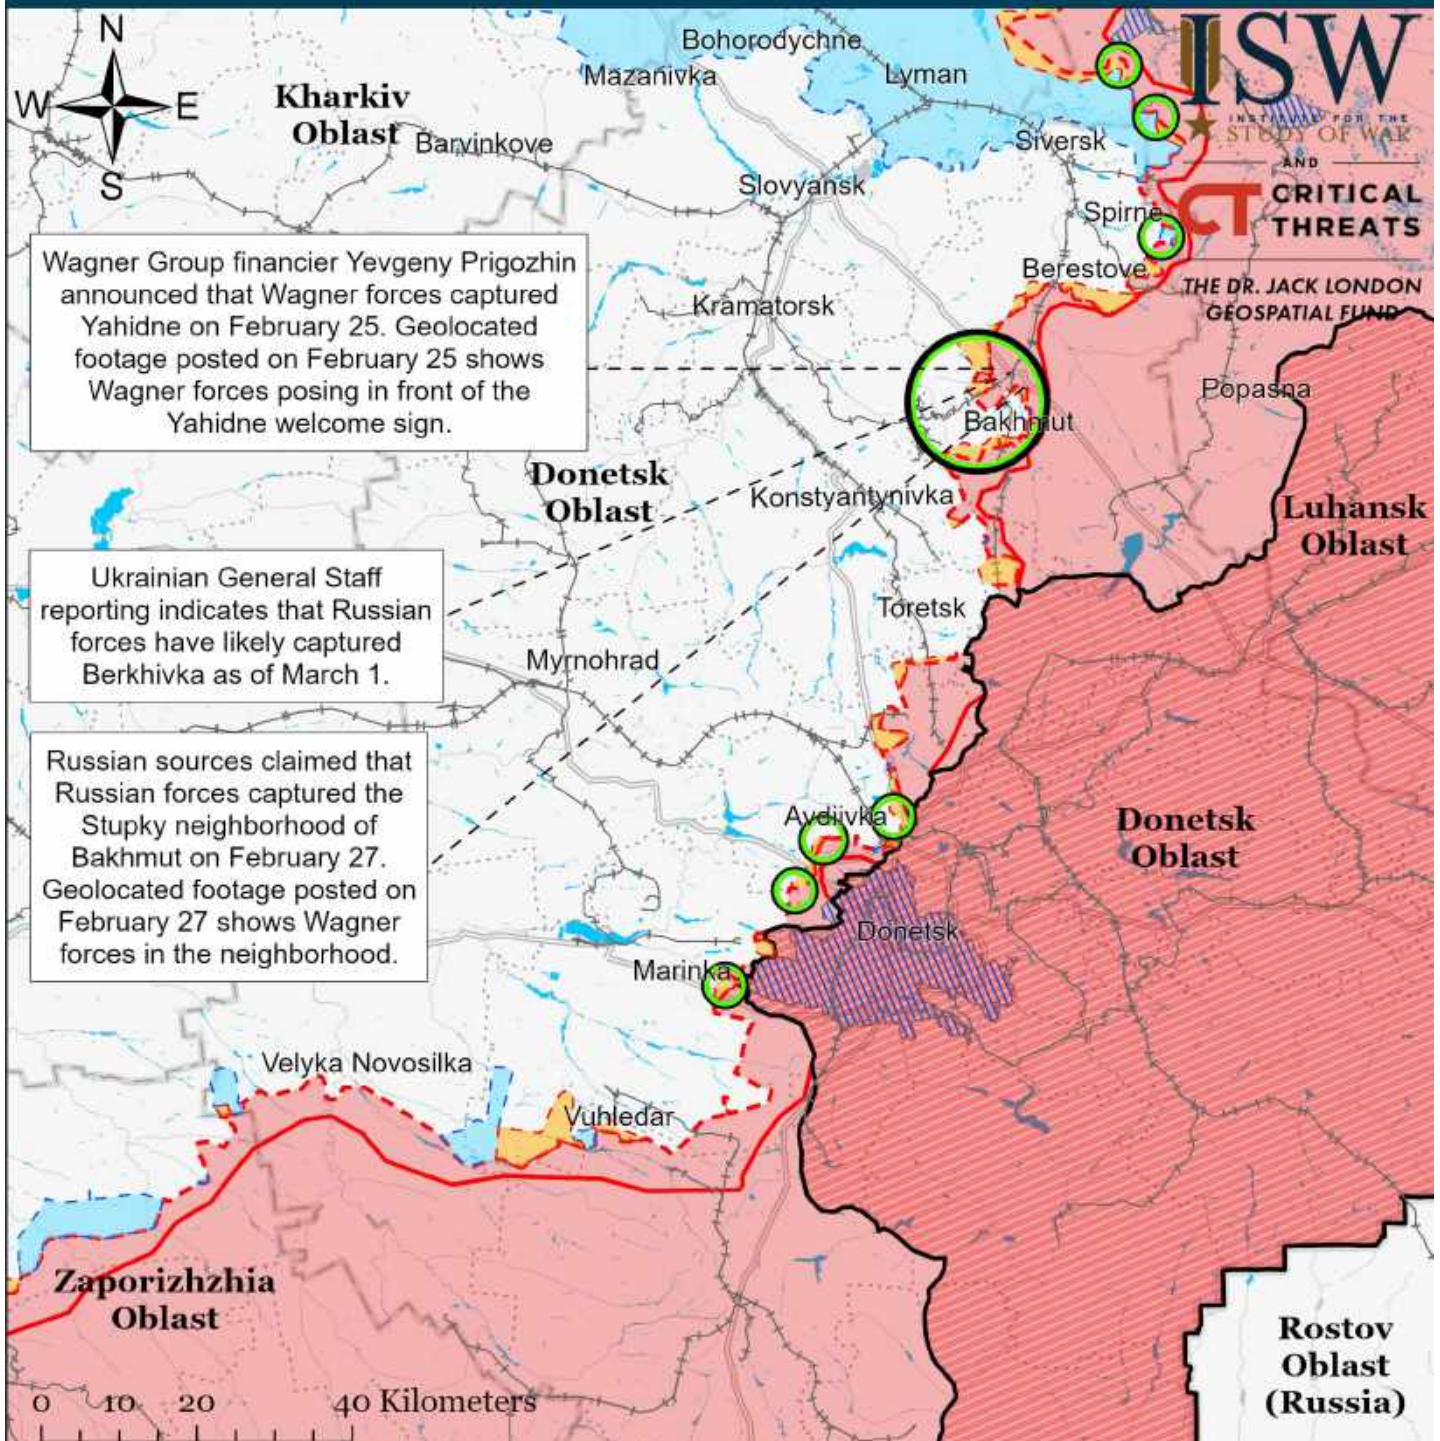 N
W
E
S
Kharkiv
Oblast
Barvinkove
Mazanivka
Bohorodychne
Lyman
Siversk
Slovyansk
Spirne
Berestove
Kramatorsk
ISW
INSTITUTE FOR THE
STUDY OF WAR
AND
CT CRITICAL
THREATS
THE DR. JACK LONDON
GEOSPATIAL FUND
Wagner Group financier Yevgeny Prigozhin
announced that Wagner forces captured
Yahidne on February 25. Geolocated
footage posted on February 25 shows
Wagner forces posing in front of the
Yahidne welcome sign.
Popasna
Bakhmut
Donetsk
Oblast
Konstyantynivka
Luhansk
Oblast
Ukrainian General Staff
reporting indicates that Russian
forces have likely captured
Berkhivka as of March 1.
Toretsk
Myrnohrad
Russian sources claimed that
Russian forces captured the
Stupky neighborhood of
Bakhmut on February 27.
Geolocated footage posted on
February 27 shows Wagner
forces in the neighborhood.
Avdiivka
Donetsk
Oblast
Donetsk
Marinka
Velyka Novosilka
Vuhledar
Zaporizhzhia
Oblast
Rostov
Oblast
(Russia)
0 10 20 40 Kilometers